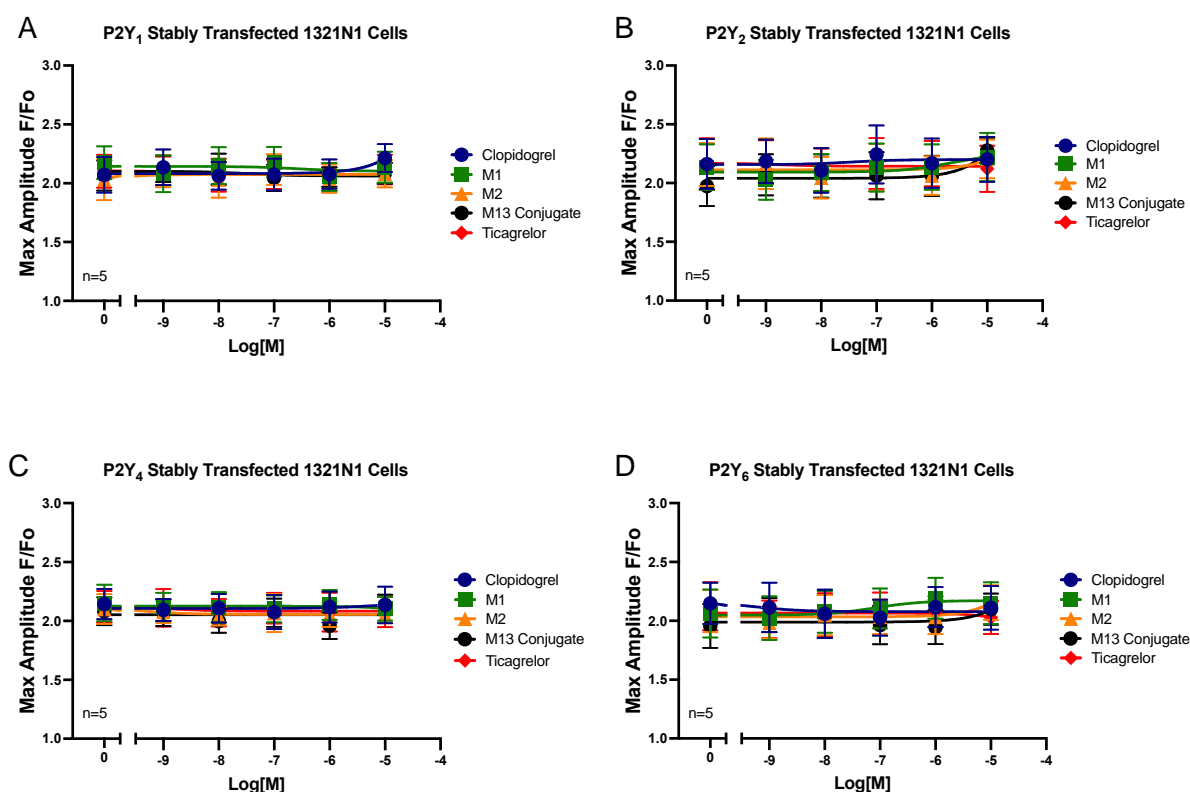 A
P2Y₁ Stably Transfected 1321N1 Cells
Max Amplitude F/Fo
3.0
2.5
2.0
1.5
1.0
n=5
0 -9 -8 -7 -6 -5 -4
Log[M]
Clopidogrel
M1
M2
M13 Conjugate
Ticagrelor
B
P2Y₂ Stably Transfected 1321N1 Cells
Max Amplitude F/Fo
3.0
2.5
2.0
1.5
1.0
n=5
0 -9 -8 -7 -6 -5 -4
Log[M]
Clopidogrel
M1
M2
M13 Conjugate
Ticagrelor
C
P2Y₄ Stably Transfected 1321N1 Cells
Max Amplitude F/Fo
3.0
2.5
2.0
1.5
1.0
n=5
0 -9 -8 -7 -6 -5 -4
Log[M]
Clopidogrel
M1
M2
M13 Conjugate
Ticagrelor
D
P2Y₆ Stably Transfected 1321N1 Cells
Max Amplitude F/Fo
3.0
2.5
2.0
1.5
1.0
n=5
0 -9 -8 -7 -6 -5 -4
Log[M]
Clopidogrel
M1
M2
M13 Conjugate
Ticagrelor